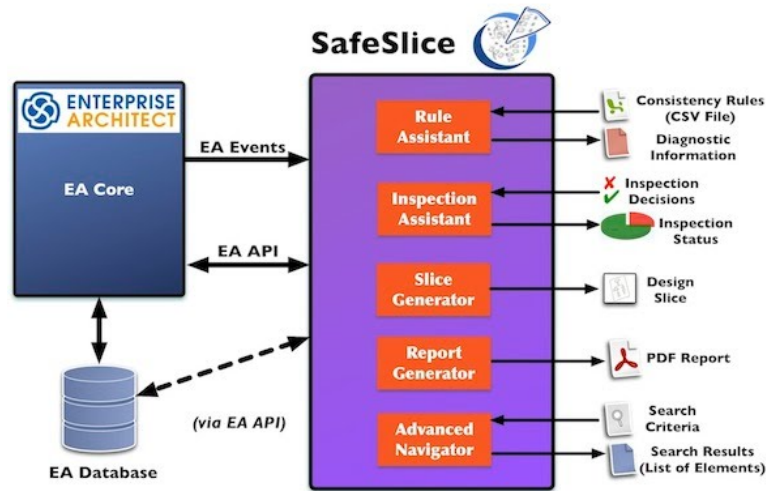 SafeSlice
ENTERPRISE
ARCHITECT
EA Core
EA Events
EA API
(via EA API)
EA Database
Rule
Assistant
Consistency Rules
(CSV File)
Diagnostic
Information
Inspection
Assistant
Inspection
Decisions
Inspection
Status
Slice
Generator
Design
Slice
Report
Generator
PDF Report
Advanced
Navigator
Search
Criteria
Search Results
(List of Elements)